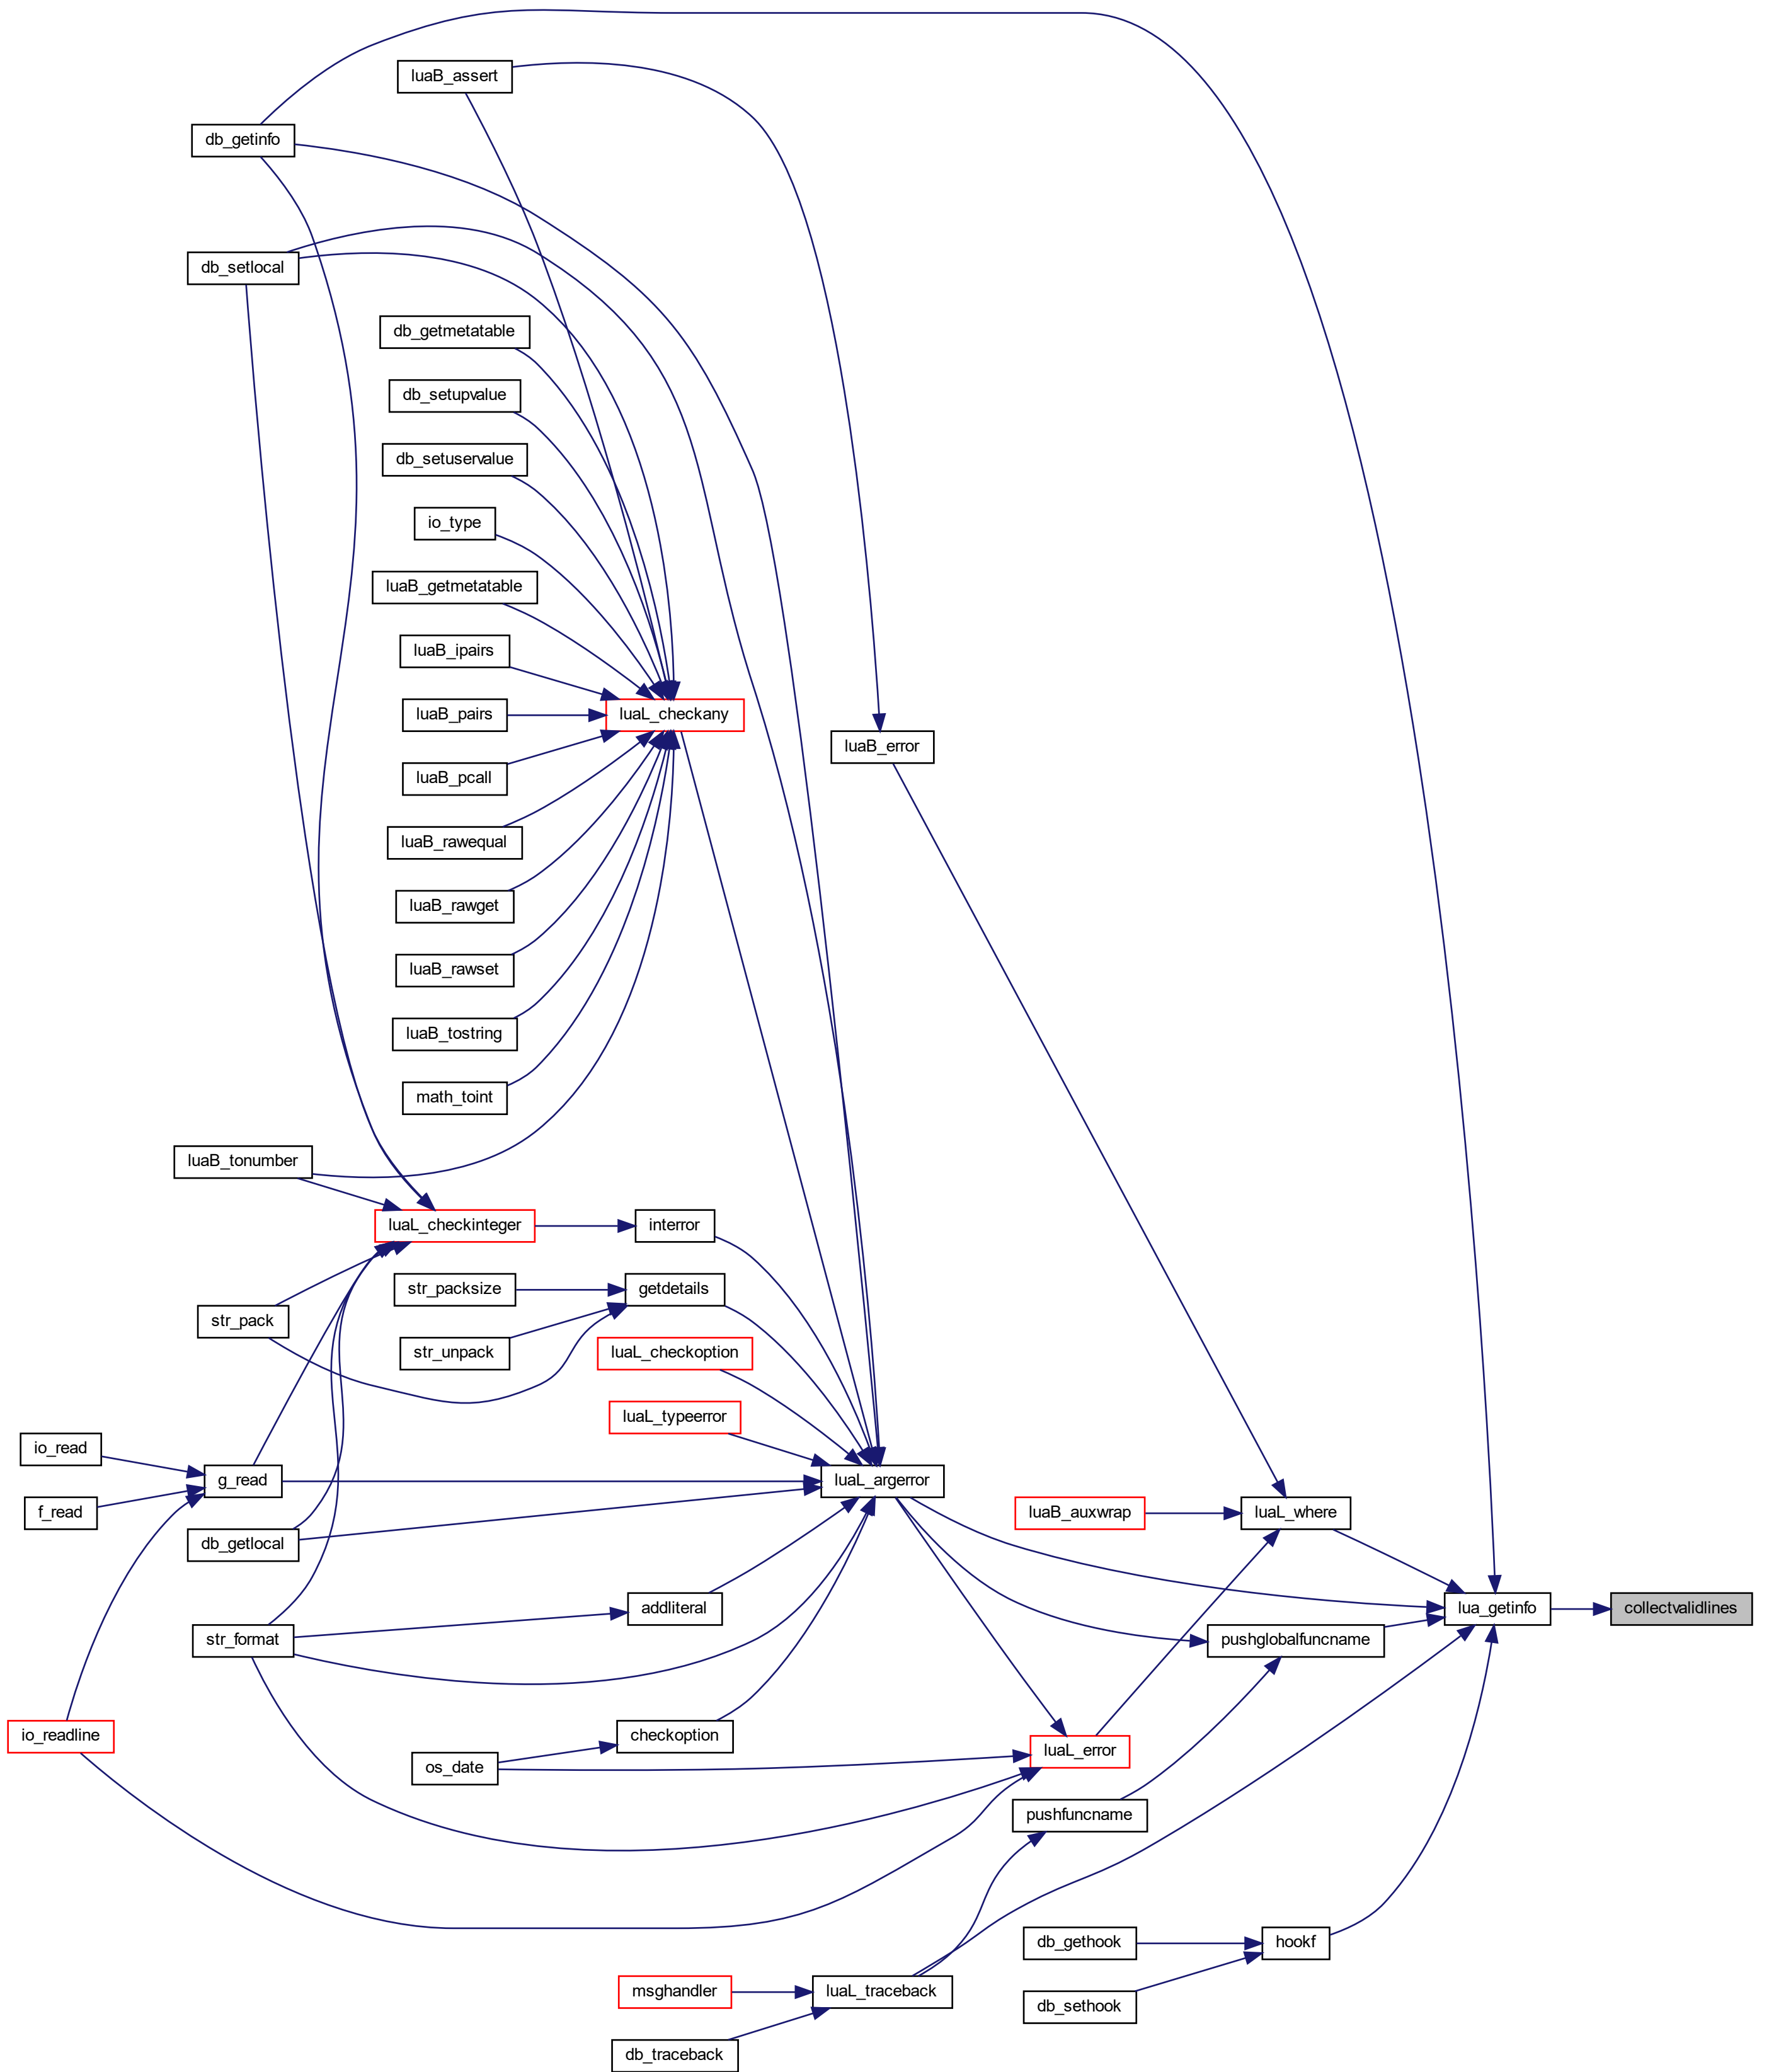 luaB_assert
db_getinfo
db_setlocal
db_getmetatable
db_setupvalue
db_setuservalue
io_type
luaB_getmetatable
luaB_ipairs
luaB_pairs
luaL_checkany
luaB_error
luaB_pcall
luaB_rawequal
luaB_rawget
luaB_rawset
luaB_tostring
math_toint
luaB_tonumber
luaL_checkinteger
interror
str_packsize
getdetails
str_pack
str_unpack
luaL_checkoption
luaL_typeerror
io_read
g_read
luaL_argerror
f_read
luaB_auxwrap
luaL_where
db_getlocal
addliteral
lua_getinfo
collectvalidlines
str_format
pushglobalfuncname
io_readline
checkoption
luaL_error
os_date
pushfuncname
db_gethook
hookf
msghandler
luaL_traceback
db_sethook
db_traceback